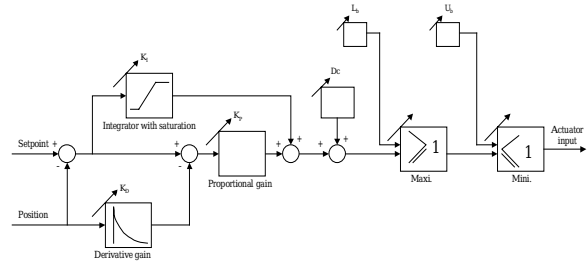 L_b
U_b
K_I
Dc
Integrator with saturation
K_P
Setpoint
+
-
+
-
+
+
+
+
1
1
Actuator
input
Proportional gain
Maxi.
Mini.
K_D
Position
Derivative gain